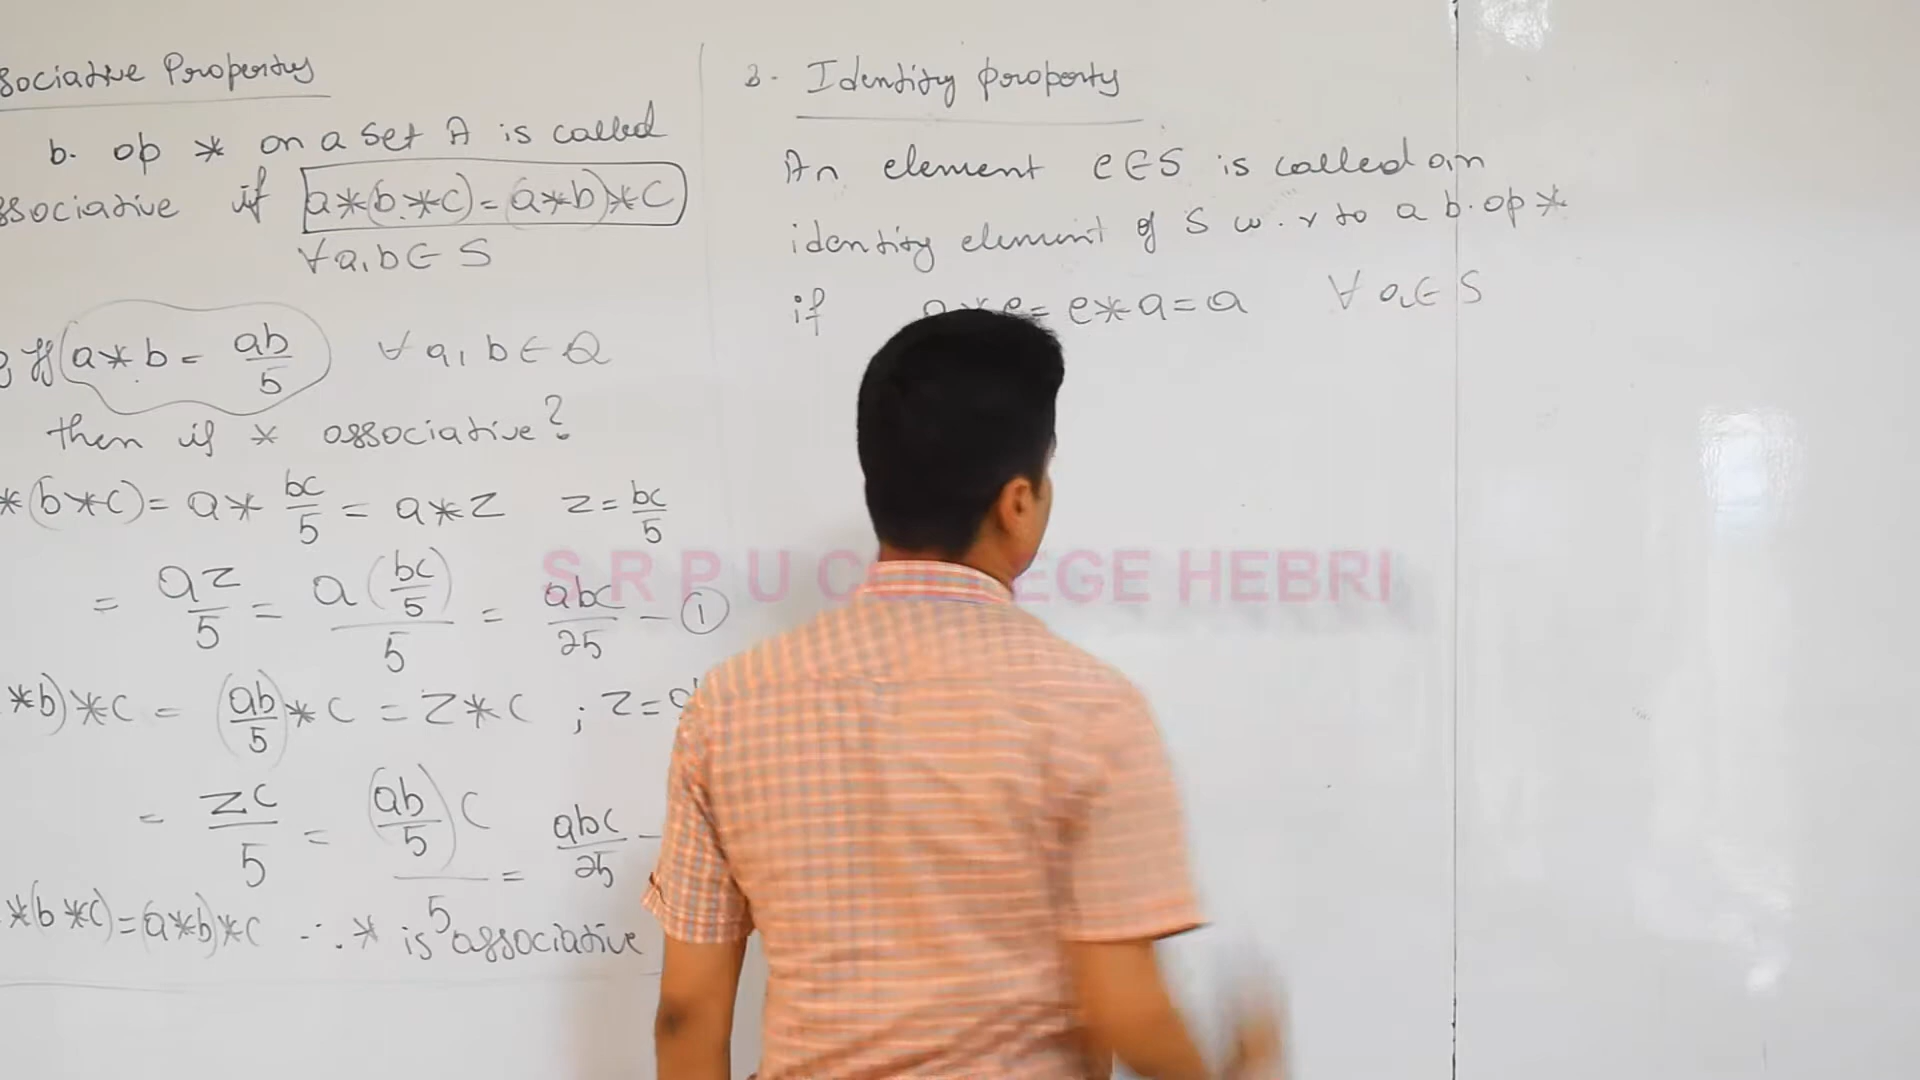 sociative Property
b. op * on a set A is called
ssociative if a*(b*c)=(a*b)*c
∀a,b∈S
If a*b = ab/5 ∀ a,b∈Q
then if * associative?
*(b*c)= a* bc/5 = a*z z= bc/5
= az/5 = a(bc/5)/5 = abc/25 - ①
*b)*c = (ab/5)*c = z*c ; z=
= zc/5 = (ab/5)c/5 = abc/25 -
*(b*c)=(a*b)*c ∴ * is associative
3. Identity property
An element e∈S is called an
identity element of S w.r to a b.op *
if a*e= e*a=a ∀ a∈S
S R P U COLLEGE HEBRI